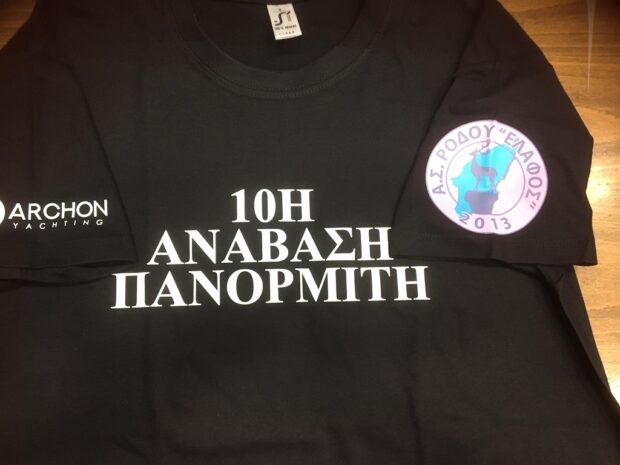 10Η
ΑΝΑΒΑΣΗ
ΠΑΝΟΡΜΙΤΗ
ARCHON
YACHTING
Α.Σ. ΡΟΔΟΥ "ΕΛΑΦΟΣ"
2013